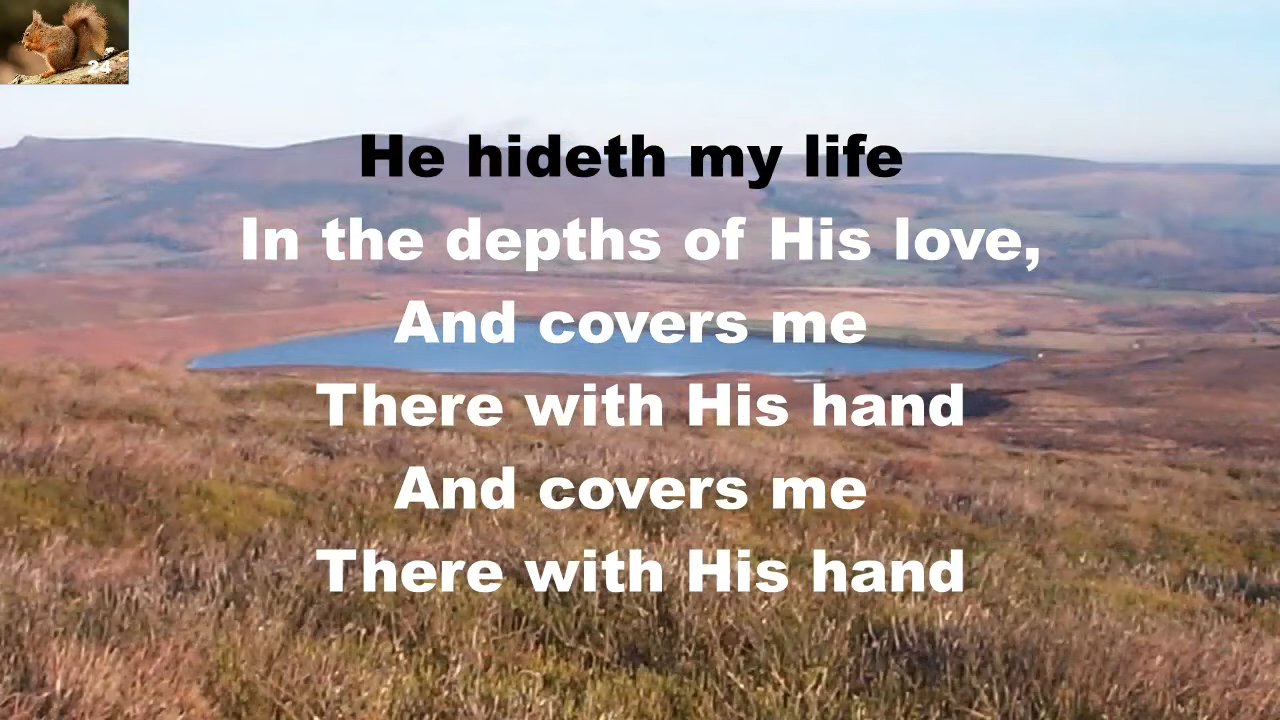 24
He hideth my life
In the depths of His love,
And covers me
There with His hand
And covers me
There with His hand